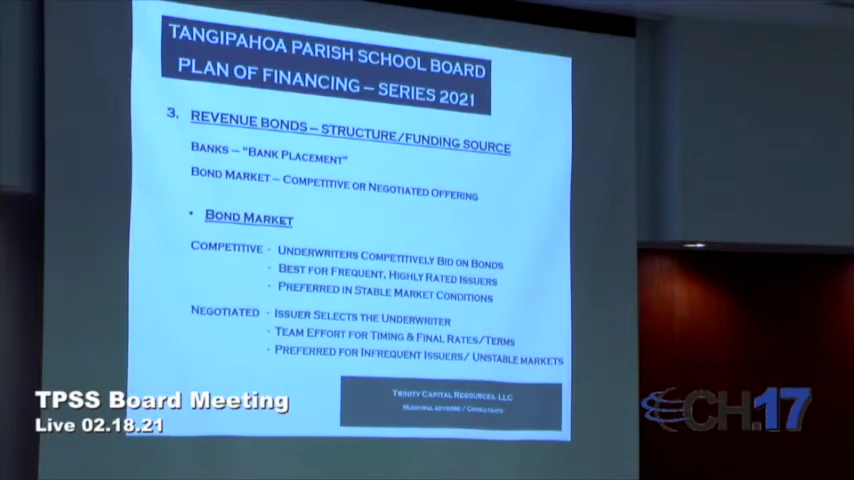 TANGIPAHOA PARISH SCHOOL BOARD
PLAN OF FINANCING – SERIES 2021
3. REVENUE BONDS – STRUCTURE/FUNDING SOURCE
BANKS – "BANK PLACEMENT"
BOND MARKET – COMPETITIVE OR NEGOTIATED OFFERING
• BOND MARKET
COMPETITIVE - UNDERWRITERS COMPETITIVELY BID ON BONDS
- BEST FOR FREQUENT, HIGHLY RATED ISSUERS
- PREFERRED IN STABLE MARKET CONDITIONS
NEGOTIATED - ISSUER SELECTS THE UNDERWRITER
- TEAM EFFORT FOR TIMING & FINAL RATES/TERMS
- PREFERRED FOR INFREQUENT ISSUERS/ UNSTABLE MARKETS
TRINITY CAPITAL RESOURCES, LLC
MUNICIPAL ADVISORS / CONSULTANTS
TPSS Board Meeting
Live 02.18.21
CH.17